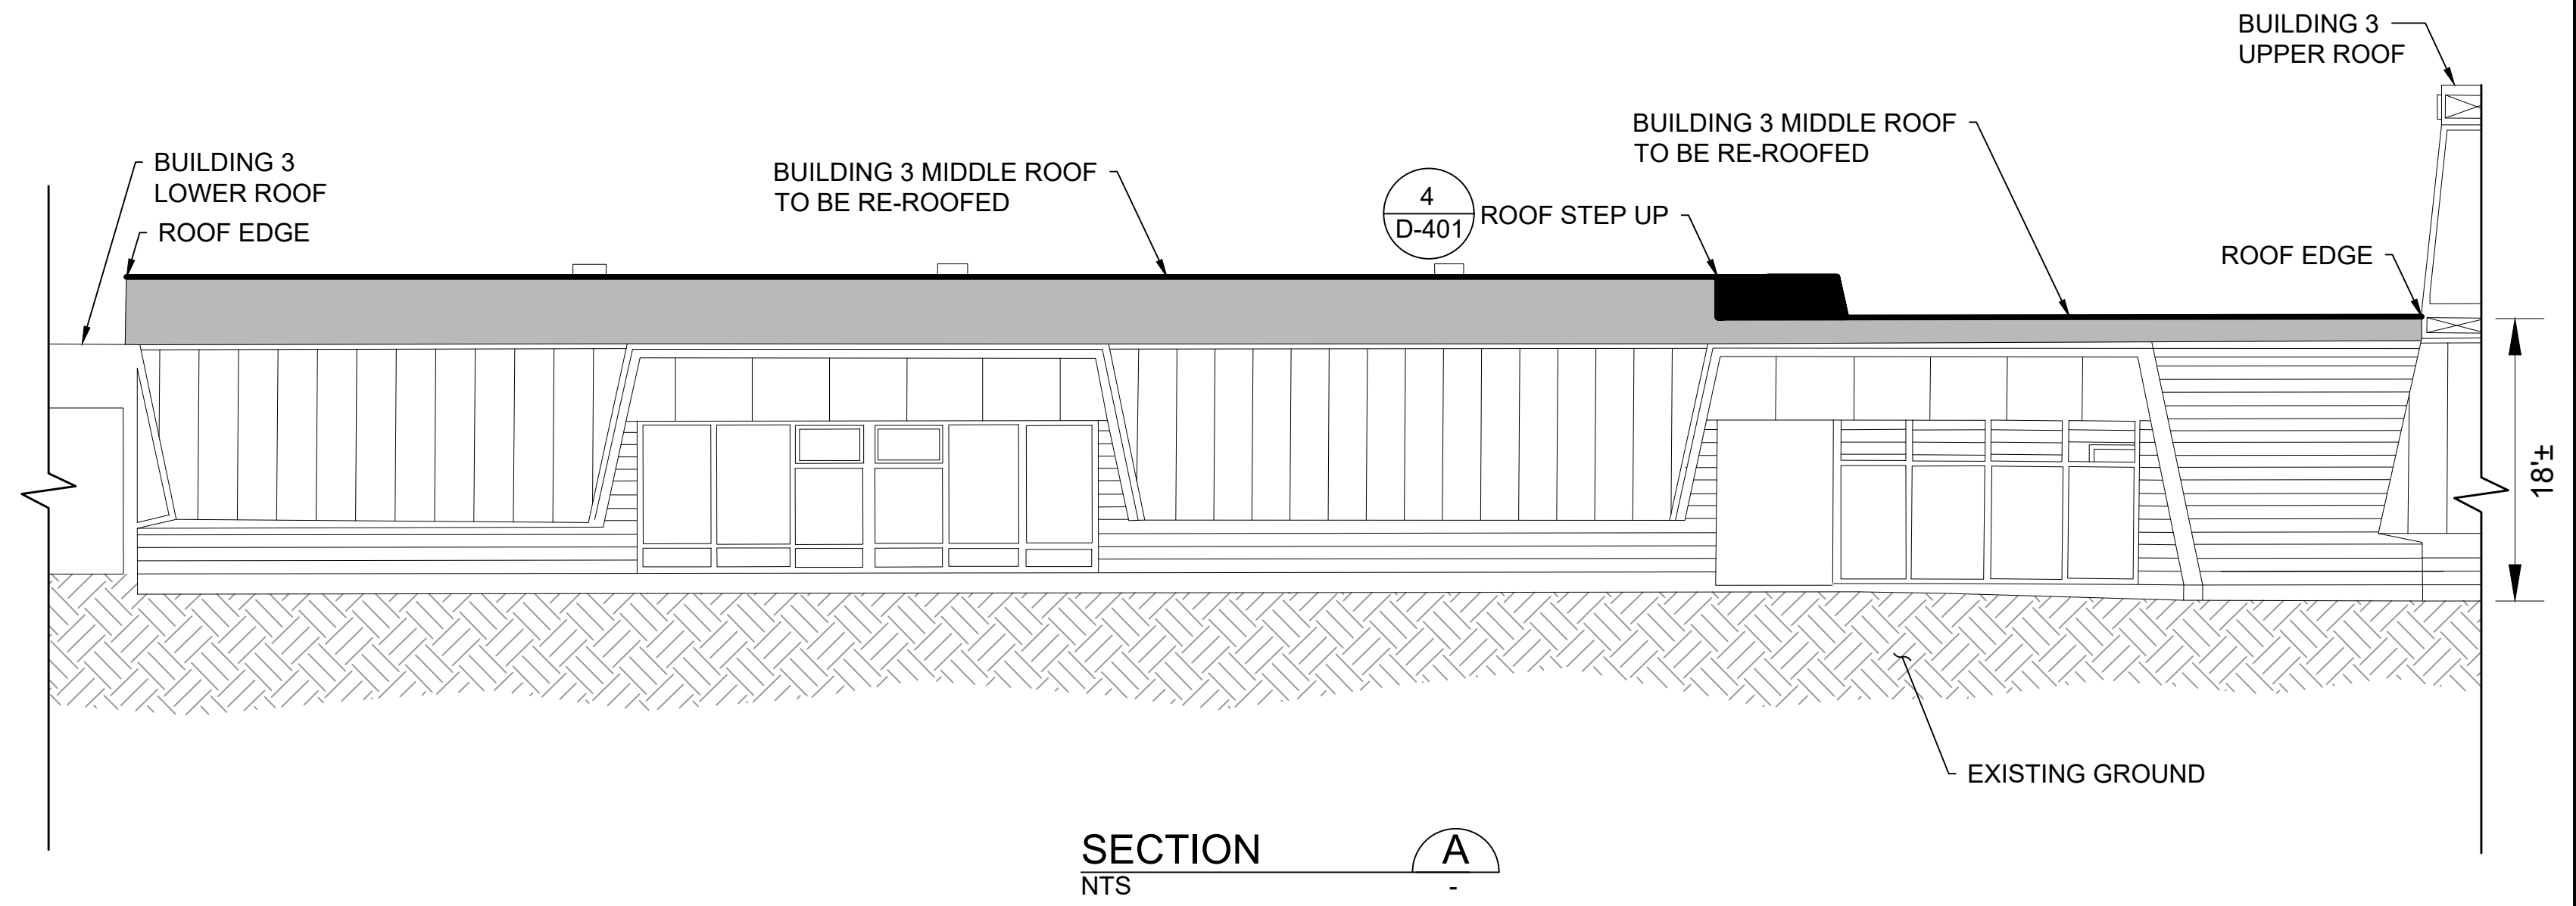 BUILDING 3
UPPER ROOF
BUILDING 3 MIDDLE ROOF
TO BE RE-ROOFED
BUILDING 3
LOWER ROOF
BUILDING 3 MIDDLE ROOF
TO BE RE-ROOFED
4
D-401
ROOF STEP UP
ROOF EDGE
ROOF EDGE
18'±
EXISTING GROUND
SECTION
A
NTS
-